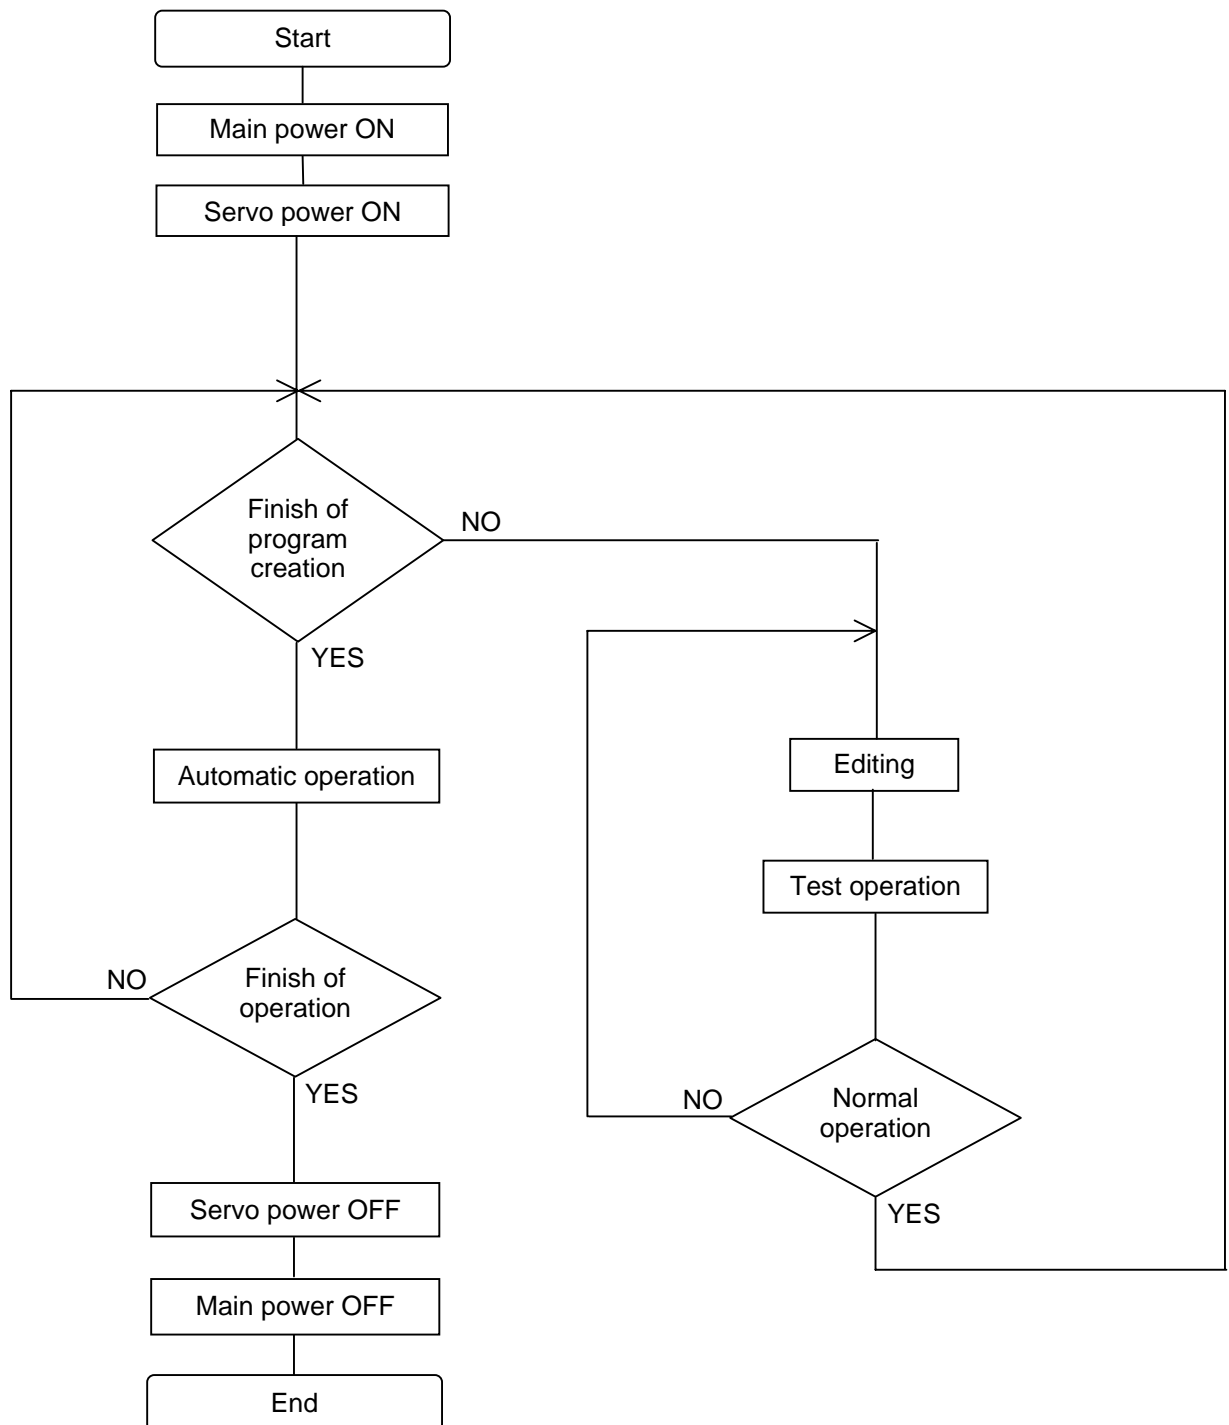 Start
Main power ON
Servo power ON
Finish of
program
creation
NO
YES
Automatic operation
Finish of
operation
NO
YES
Servo power OFF
Main power OFF
End
Editing
Test operation
Normal
operation
NO
YES